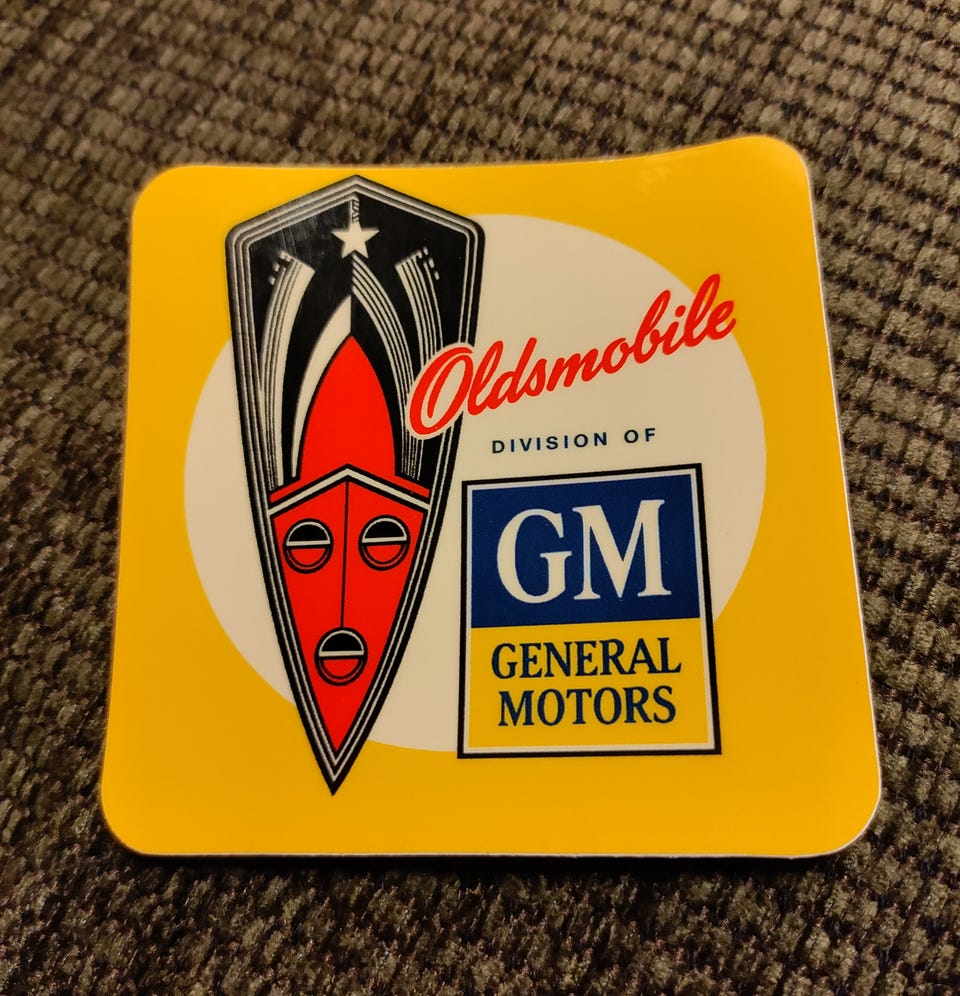 Oldsmobile
DIVISION OF
GM
GENERAL
MOTORS